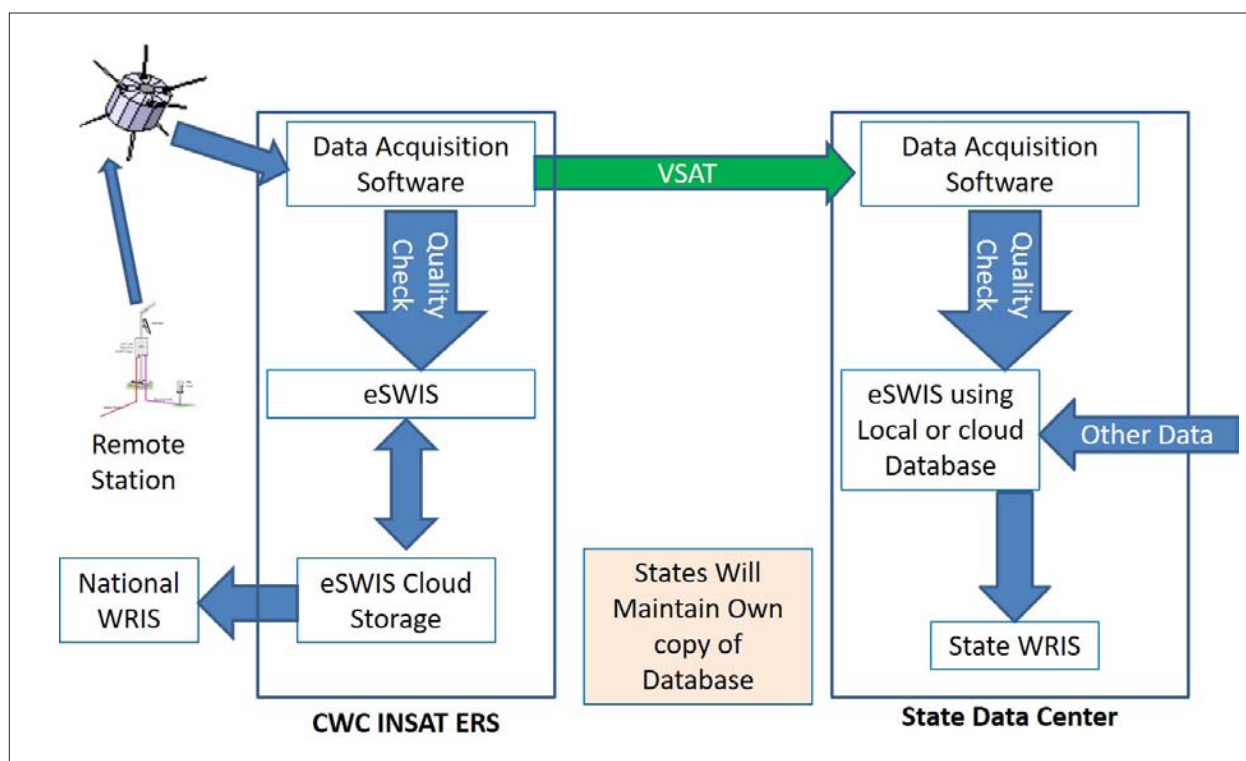 Data Acquisition
Software
VSAT
Data Acquisition
Software
Quality
Check
Quality
Check
eSWIS
eSWIS using
Local or cloud
Database
Other Data
Remote
Station
National
WRIS
eSWIS Cloud
Storage
States Will
Maintain Own
copy of
Database
State WRIS
CWC INSAT ERS
State Data Center